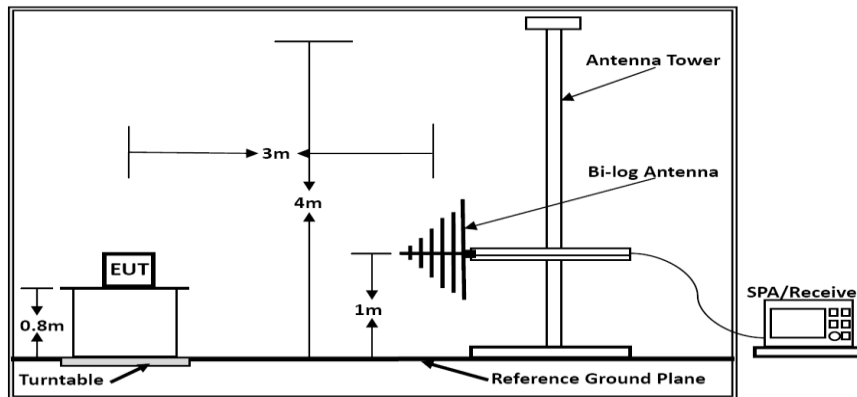 Antenna Tower
3m
Bi-log Antenna
4m
EUT
1m
0.8m
SPA/Receive
Turntable
Reference Ground Plane